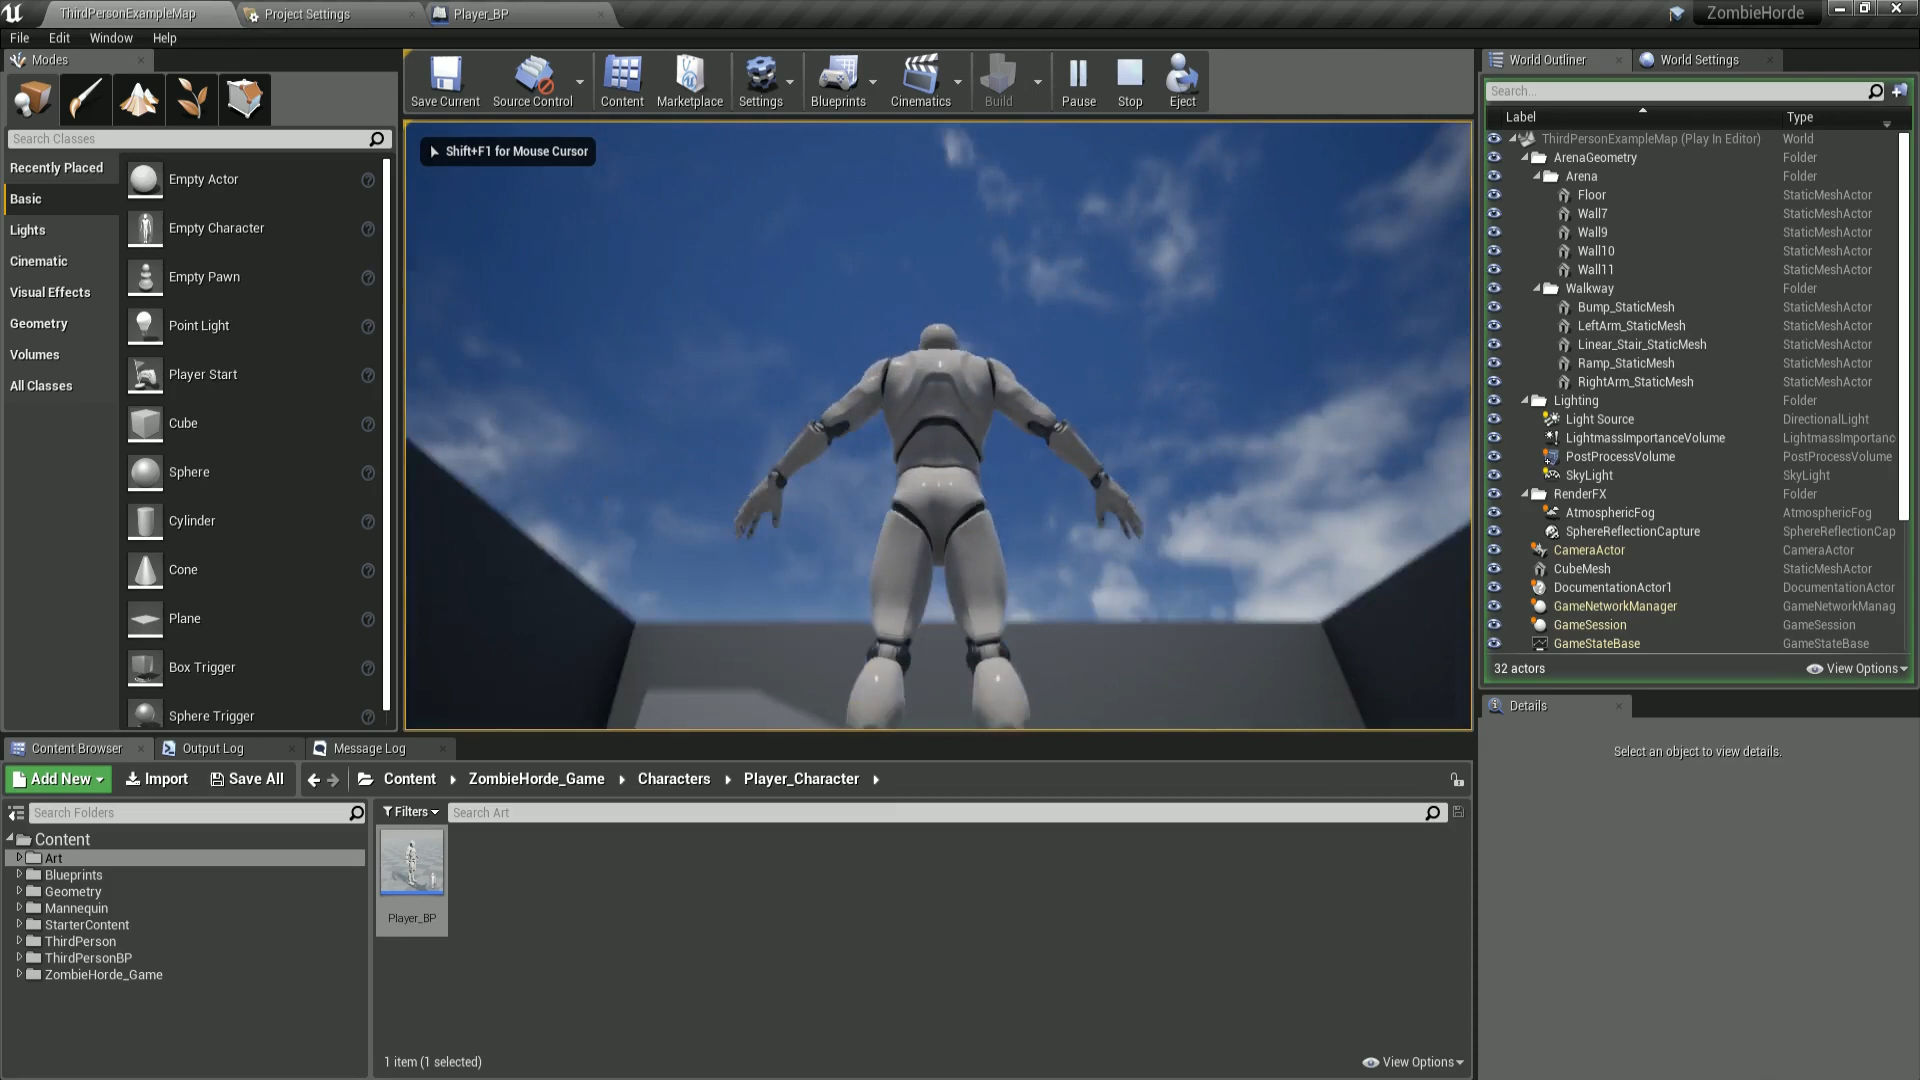 ThirdPersonExampleMap
Project Settings
Player_BP
ZombieHorde
File Edit Window Help
Modes
Save Current
Source Control
Content
Marketplace
Settings
Blueprints
Cinematics
Build
Pause
Stop
Eject
Search Classes
Recently Placed
Basic
Lights
Cinematic
Visual Effects
Geometry
Volumes
All Classes
Empty Actor
Empty Character
Empty Pawn
Point Light
Player Start
Cube
Sphere
Cylinder
Cone
Plane
Box Trigger
Sphere Trigger
Shift+F1 for Mouse Cursor
World Outliner
World Settings
Search...
Label Type
ThirdPersonExampleMap (Play In Editor) World
ArenaGeometry Folder
Arena Folder
Floor StaticMeshActor
Wall7 StaticMeshActor
Wall9 StaticMeshActor
Wall10 StaticMeshActor
Wall11 StaticMeshActor
Walkway Folder
Bump_StaticMesh StaticMeshActor
LeftArm_StaticMesh StaticMeshActor
Linear_Stair_StaticMesh StaticMeshActor
Ramp_StaticMesh StaticMeshActor
RightArm_StaticMesh StaticMeshActor
Lighting Folder
Light Source DirectionalLight
LightmassImportanceVolume LightmassImportanc
PostProcessVolume PostProcessVolume
SkyLight SkyLight
RenderFX Folder
AtmosphericFog AtmosphericFog
SphereReflectionCapture SphereReflectionCap
CameraActor CameraActor
CubeMesh StaticMeshActor
DocumentationActor1 DocumentationActor
GameNetworkManager GameNetworkManag
GameSession GameSession
GameStateBase GameStateBase
32 actors
View Options
Details
Select an object to view details.
Content Browser
Output Log
Message Log
Add New
Import
Save All
Content
ZombieHorde_Game
Characters
Player_Character
Search Folders
Filters
Search Art
Content
Art
Blueprints
Geometry
Mannequin
StarterContent
ThirdPerson
ThirdPersonBP
ZombieHorde_Game
Player_BP
1 item (1 selected)
View Options